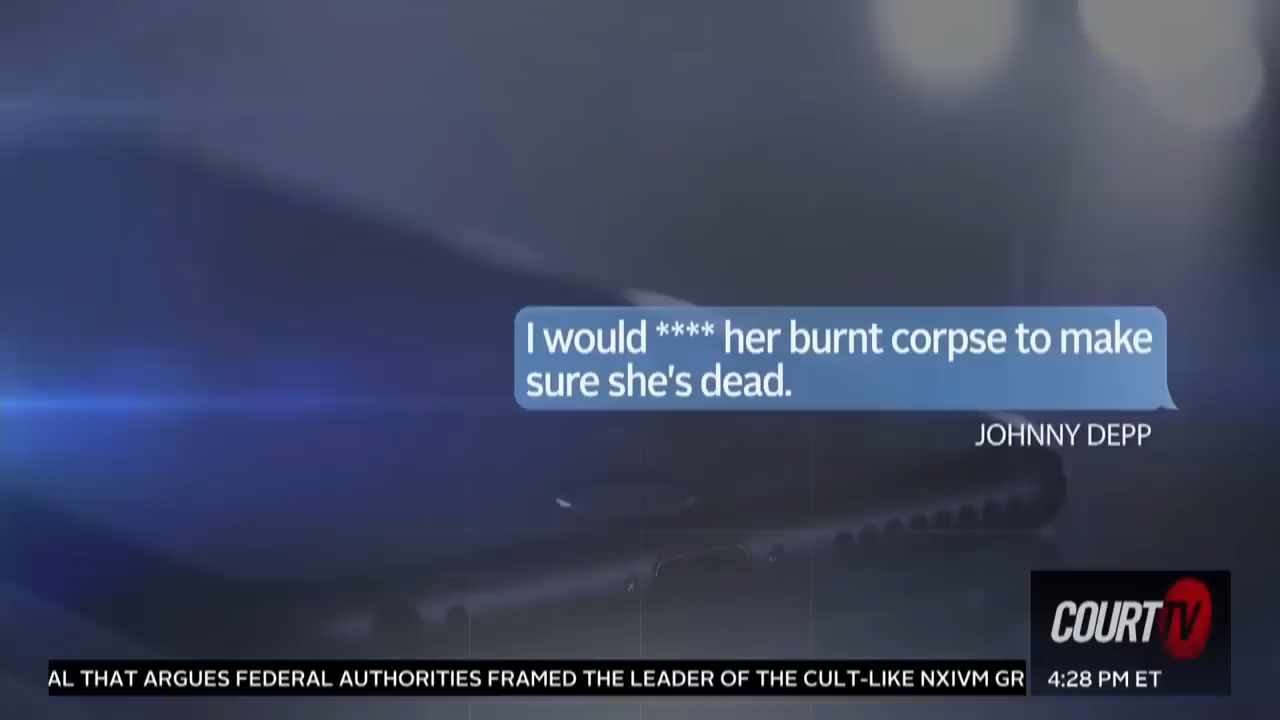 I would **** her burnt corpse to make
sure she's dead.
JOHNNY DEPP
COURT TV
AL THAT ARGUES FEDERAL AUTHORITIES FRAMED THE LEADER OF THE CULT-LIKE NXIVM GR
4:28 PM ET